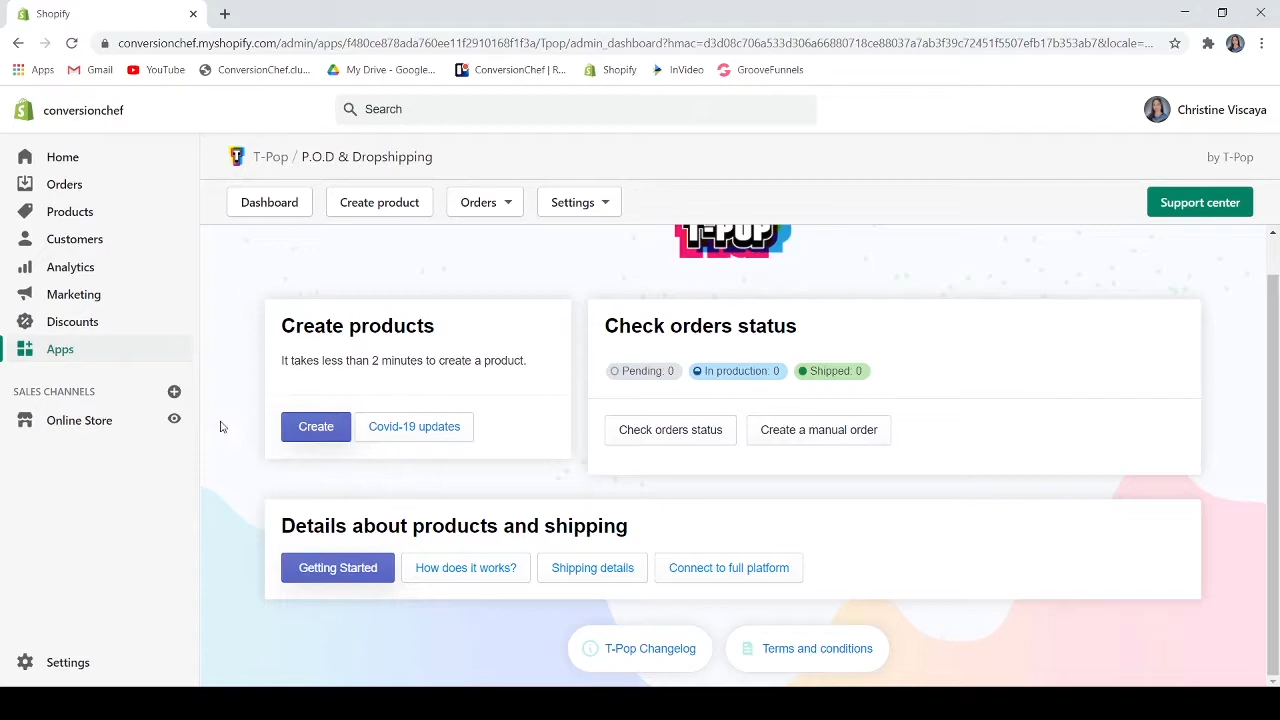 Shopify
conversionchef.myshopify.com/admin/apps/f480ce878ada760ee11f2910169f1f7a/Tpop/admin_dashboard?hmac=d3d08c706a533d306a66880718ce88037a7ab3f39c72451f5507efb17b353ab7&locale=...
Apps Gmail YouTube ConversionChef.clu... My Drive - Google... ConversionChef | R... Shopify InVideo GrooveFunnels
conversionchef Search Christine Viscaya
Home
Orders
Products
Customers
Analytics
Marketing
Discounts
Apps
SALES CHANNELS
Online Store
Settings
T-Pop / P.O.D & Dropshipping by T-Pop
Dashboard Create product Orders Settings Support center
T-POP
Create products
It takes less than 2 minutes to create a product.
Create Covid-19 updates
Check orders status
Pending: 0 In production: 0 Shipped: 0
Check orders status Create a manual order
Details about products and shipping
Getting Started How does it works? Shipping details Connect to full platform
T-Pop Changelog Terms and conditions